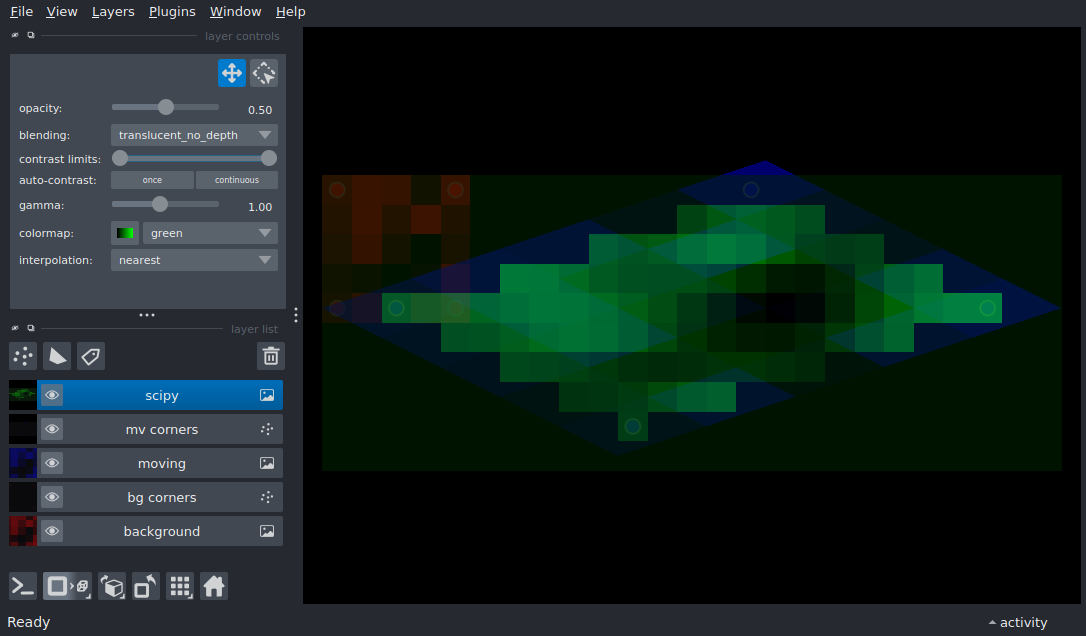 File View Layers Plugins Window Help
layer controls
opacity: 0.50
blending: translucent_no_depth
contrast limits:
auto-contrast: once continuous
gamma: 1.00
colormap: green
interpolation: nearest
layer list
scipy
mv corners
moving
bg corners
background
Ready activity